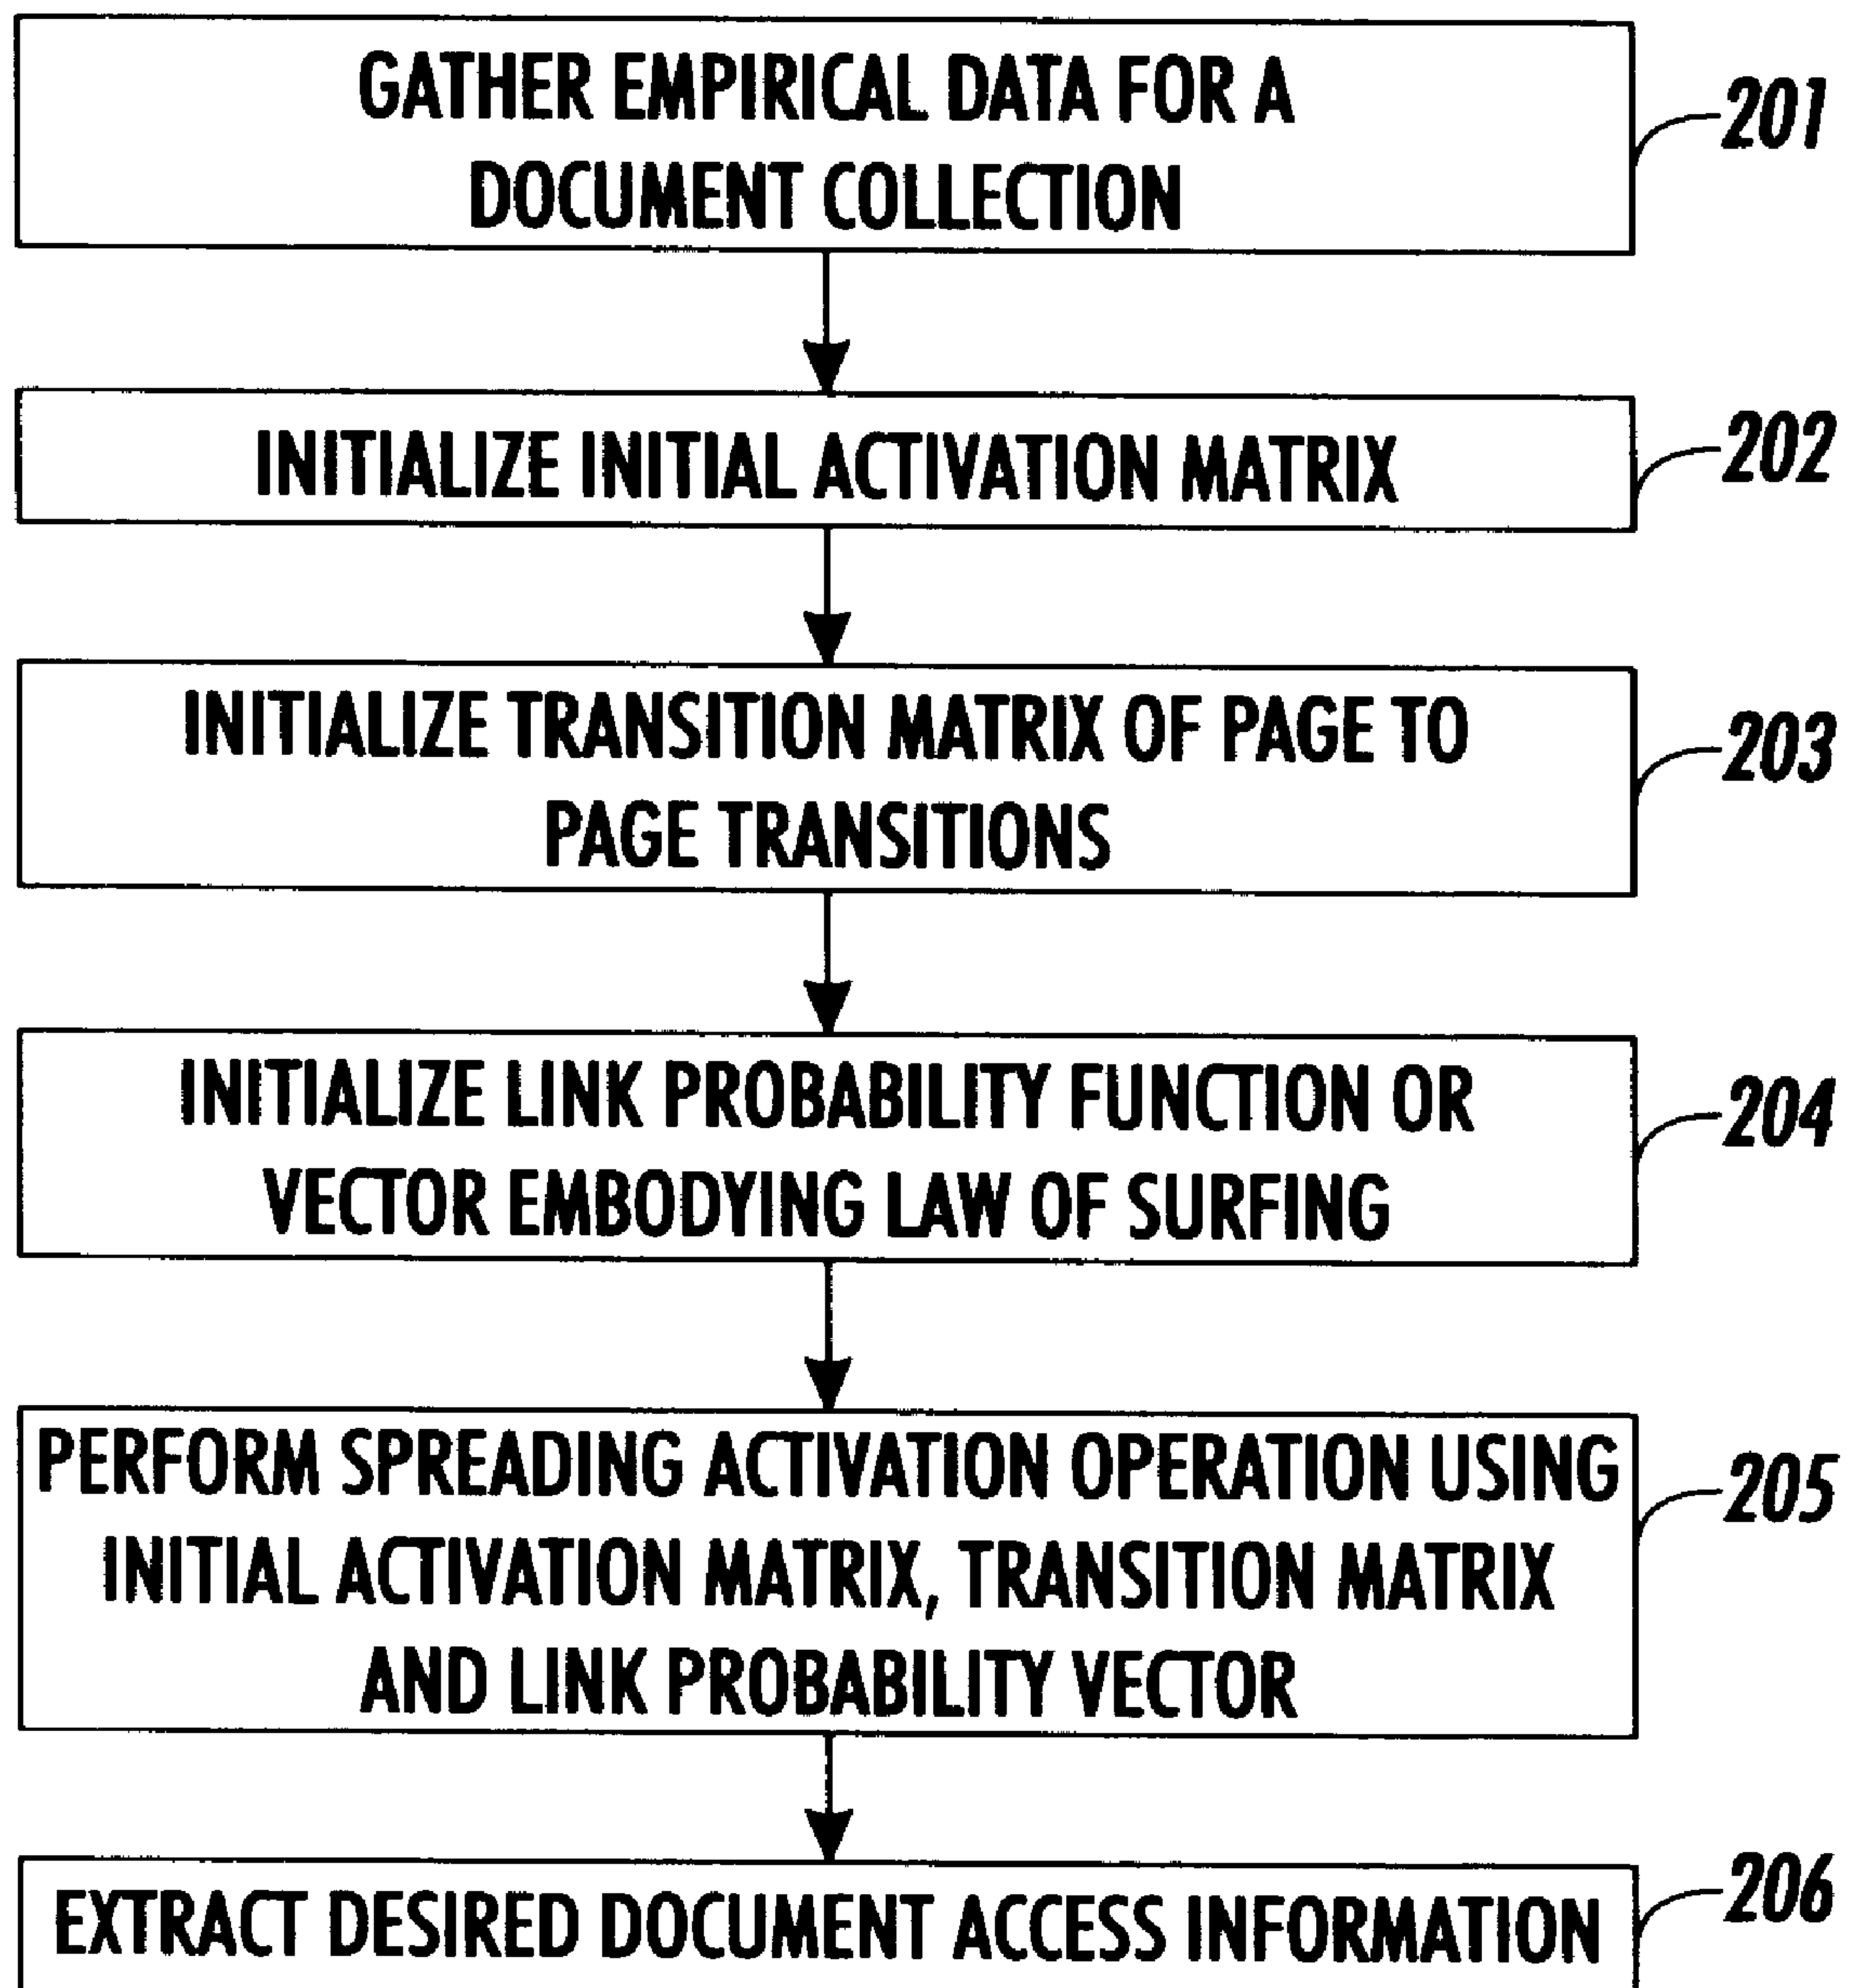 GATHER EMPIRICAL DATA FOR A
DOCUMENT COLLECTION
201
INITIALIZE INITIAL ACTIVATION MATRIX
202
INITIALIZE TRANSITION MATRIX OF PAGE TO
PAGE TRANSITIONS
203
INITIALIZE LINK PROBABILITY FUNCTION OR
VECTOR EMBODYING LAW OF SURFING
204
PERFORM SPREADING ACTIVATION OPERATION USING
INITIAL ACTIVATION MATRIX, TRANSITION MATRIX
AND LINK PROBABILITY VECTOR
205
EXTRACT DESIRED DOCUMENT ACCESS INFORMATION
206